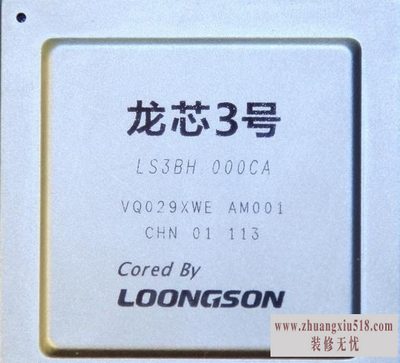 龙芯3号
LS3BH 000CA
VQ029XWE AM001
CHN 01 113
Cored By
LOONGSON
www.zhuangxiu518.com
装修无忧